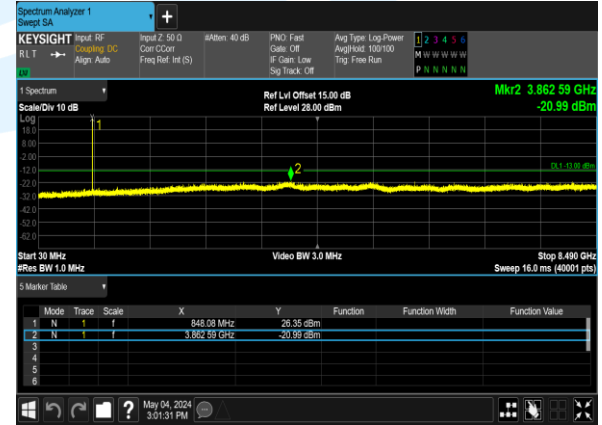 Spectrum Analyzer 1
Swept SA
KEYSIGHT
RLT
LXI
Input: RF
Coupling: DC
Align: Auto
Input Z: 50 Ω
Corr CCorr
Freq Ref: Int (S)
#Atten: 40 dB
PNO: Fast
Gate: Off
IF Gain: Low
Sig Track: Off
Avg Type: Log-Power
Avg|Hold: 100/100
Trig: Free Run
1 2 3 4 5 6
M W W W W W
P N N N N N
1 Spectrum
Scale/Div 10 dB
Ref Lvl Offset 15.00 dB
Ref Level 28.00 dBm
Mkr2 3.862 59 GHz
-20.99 dBm
Log
18.0
8.00
-2.00
-12.0
-22.0
-32.0
-42.0
-52.0
-62.0
1
2
DL1 -13.00 dBm
Start 30 MHz
#Res BW 1.0 MHz
Video BW 3.0 MHz
Stop 8.490 GHz
Sweep 16.0 ms (40001 pts)
5 Marker Table
Mode Trace Scale X Y Function Function Width Function Value
1 N 1 f 848.08 MHz 26.35 dBm
2 N 1 f 3.862 59 GHz -20.99 dBm
3
4
5
6
?
May 04, 2024
3:01:31 PM